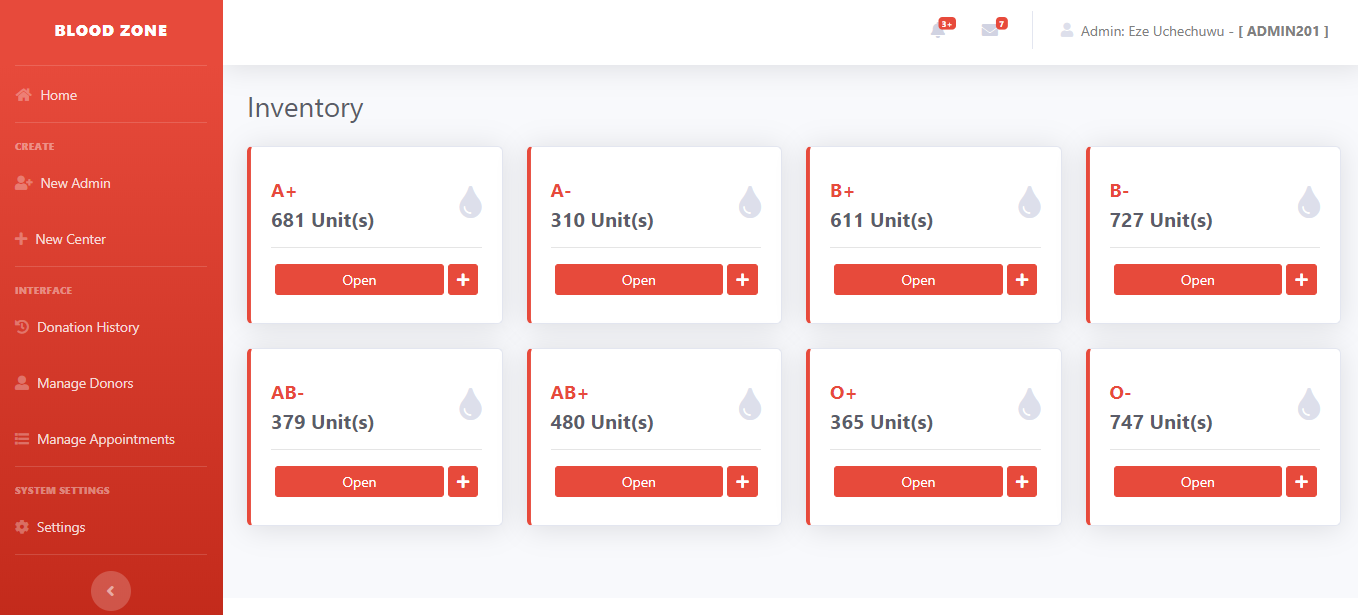 BLOOD ZONE
Home
CREATE
New Admin
New Center
INTERFACE
Donation History
Manage Donors
Manage Appointments
SYSTEM SETTINGS
Settings
3+
7
Admin: Eze Uchechuwu - [ ADMIN201 ]
Inventory
A+
681 Unit(s)
Open
A-
310 Unit(s)
Open
B+
611 Unit(s)
Open
B-
727 Unit(s)
Open
AB-
379 Unit(s)
Open
AB+
480 Unit(s)
Open
O+
365 Unit(s)
Open
O-
747 Unit(s)
Open